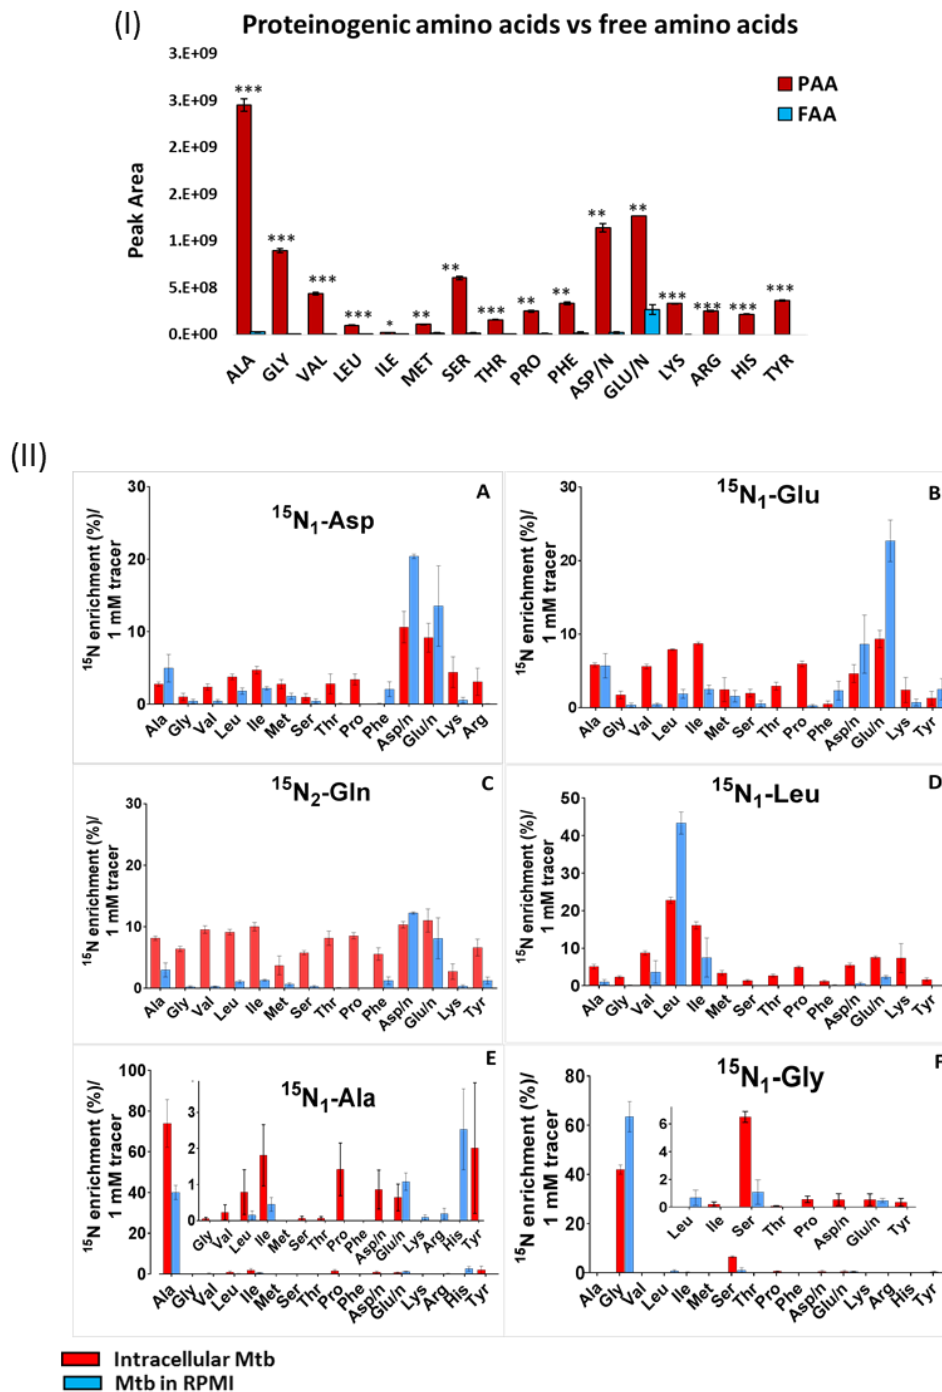 (I)
Proteinogenic amino acids vs free amino acids
3.E+09
3.E+09
2.E+09
2.E+09
1.E+09
5.E+08
0.E+00
Peak Area
PAA
FAA
*** *** *** *** * ** ** *** ** ** ** ** *** *** *** ***
ALA GLY VAL LEU ILE MET SER THR PRO PHE ASP/N GLU/N LYS ARG HIS TYR
(II)
A
15N1-Asp
15N enrichment (%)/
1 mM tracer
30
20
10
0
Ala Gly Val Leu Ile Met Ser Thr Pro Phe Asp/n Glu/n Lys Arg
B
15N1-Glu
15N enrichment (%)/
1 mM tracer
30
20
10
0
Ala Gly Val Leu Ile Met Ser Thr Pro Phe Asp/n Glu/n Lys Tyr
C
15N2-Gln
15N enrichment (%)/
1 mM tracer
30
20
10
0
Ala Gly Val Leu Ile Met Ser Thr Pro Phe Asp/n Glu/n Lys Tyr
D
15N1-Leu
15N enrichment (%)/
1 mM tracer
50
40
30
20
10
0
Ala Gly Val Leu Ile Met Ser Thr Pro Phe Asp/n Glu/n Lys Tyr
E
15N1-Ala
15N enrichment (%)/
1 mM tracer
100
80
60
40
20
0
3
2
1
0
Gly Val Leu Ile Met Ser Thr Pro Phe Asp/n Glu/n Lys Arg His Tyr
Ala Gly Val Leu Ile Met Ser Thr Pro Phe Asp/n Glu/n Lys Arg His Tyr
F
15N1-Gly
15N enrichment (%)/
1 mM tracer
80
60
40
20
0
6
4
2
0
Leu Ile Ser Thr Pro Asp/n Glu/n Tyr
Ala Gly Val Leu Ile Met Ser Thr Pro Phe Asp/n Glu/n Lys Arg His Tyr
Intracellular Mtb
Mtb in RPMI